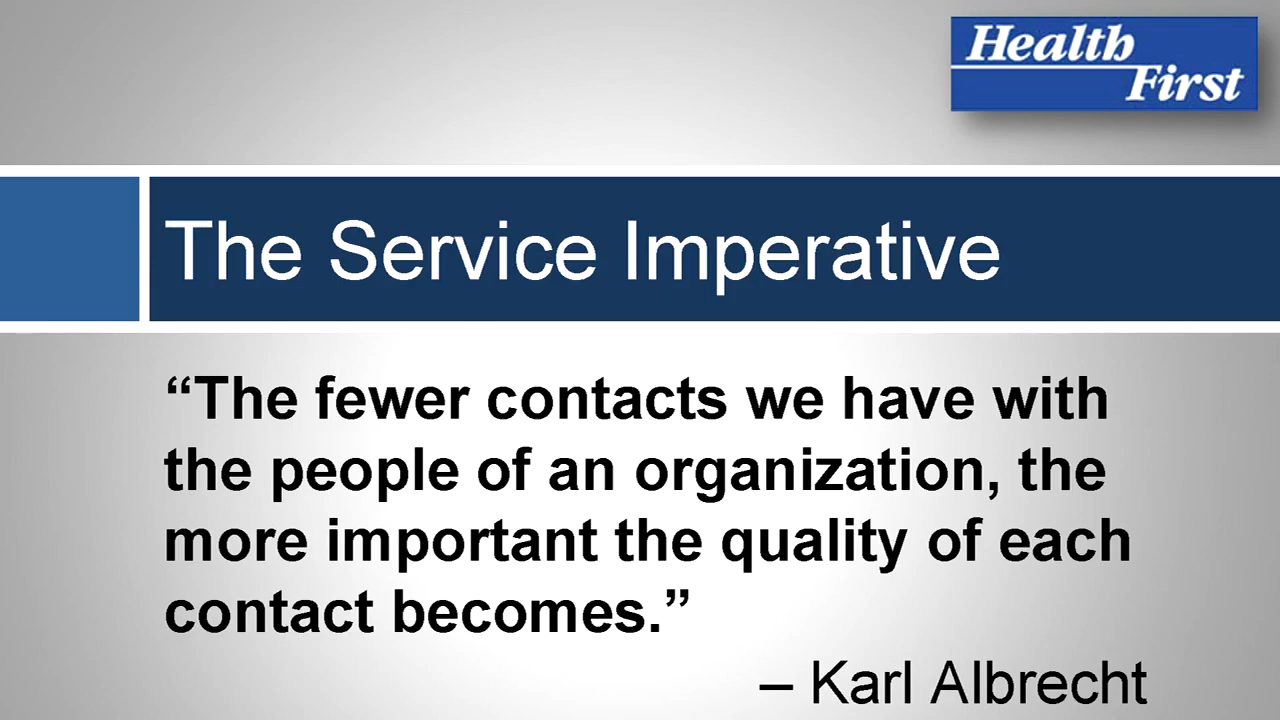 Health
First
The Service Imperative
“The fewer contacts we have with
the people of an organization, the
more important the quality of each
contact becomes.”
– Karl Albrecht